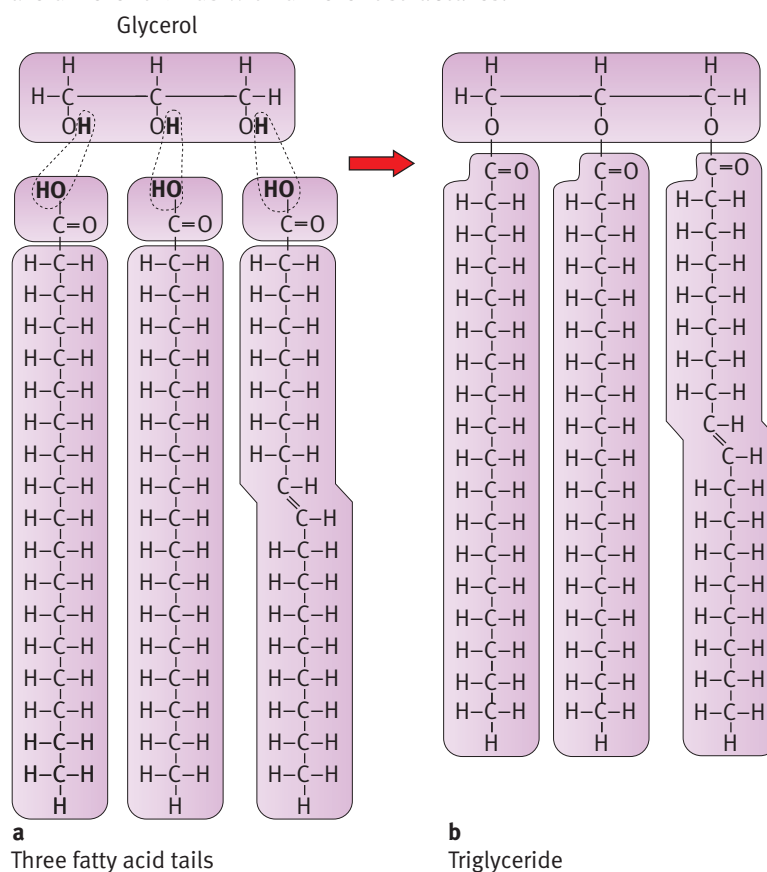 Glycerol
H H H
H–C C C–H
OH OH OH
HO HO HO
C=O C=O C=O
H–C–H H–C–H H–C–H
H–C–H H–C–H H–C–H
H–C–H H–C–H H–C–H
H–C–H H–C–H H–C–H
H–C–H H–C–H H–C–H
H–C–H H–C–H H–C–H
H–C–H H–C–H H–C–H
H–C–H H–C–H C–H
H–C–H H–C–H C–H
H–C–H H–C–H H–C–H
H–C–H H–C–H H–C–H
H–C–H H–C–H H–C–H
H–C–H H–C–H H–C–H
H–C–H H–C–H H–C–H
H–C–H H–C–H H–C–H
H–C–H H–C–H H–C–H
H–C–H H–C–H H–C–H
H H H
a
Three fatty acid tails
H H H
H–C C C–H
O O O
C=O C=O C=O
H–C–H H–C–H H–C–H
H–C–H H–C–H H–C–H
H–C–H H–C–H H–C–H
H–C–H H–C–H H–C–H
H–C–H H–C–H H–C–H
H–C–H H–C–H H–C–H
H–C–H H–C–H H–C–H
H–C–H H–C–H C–H
H–C–H H–C–H C–H
H–C–H H–C–H H–C–H
H–C–H H–C–H H–C–H
H–C–H H–C–H H–C–H
H–C–H H–C–H H–C–H
H–C–H H–C–H H–C–H
H–C–H H–C–H H–C–H
H–C–H H–C–H H–C–H
H–C–H H–C–H H–C–H
H H H
b
Triglyceride